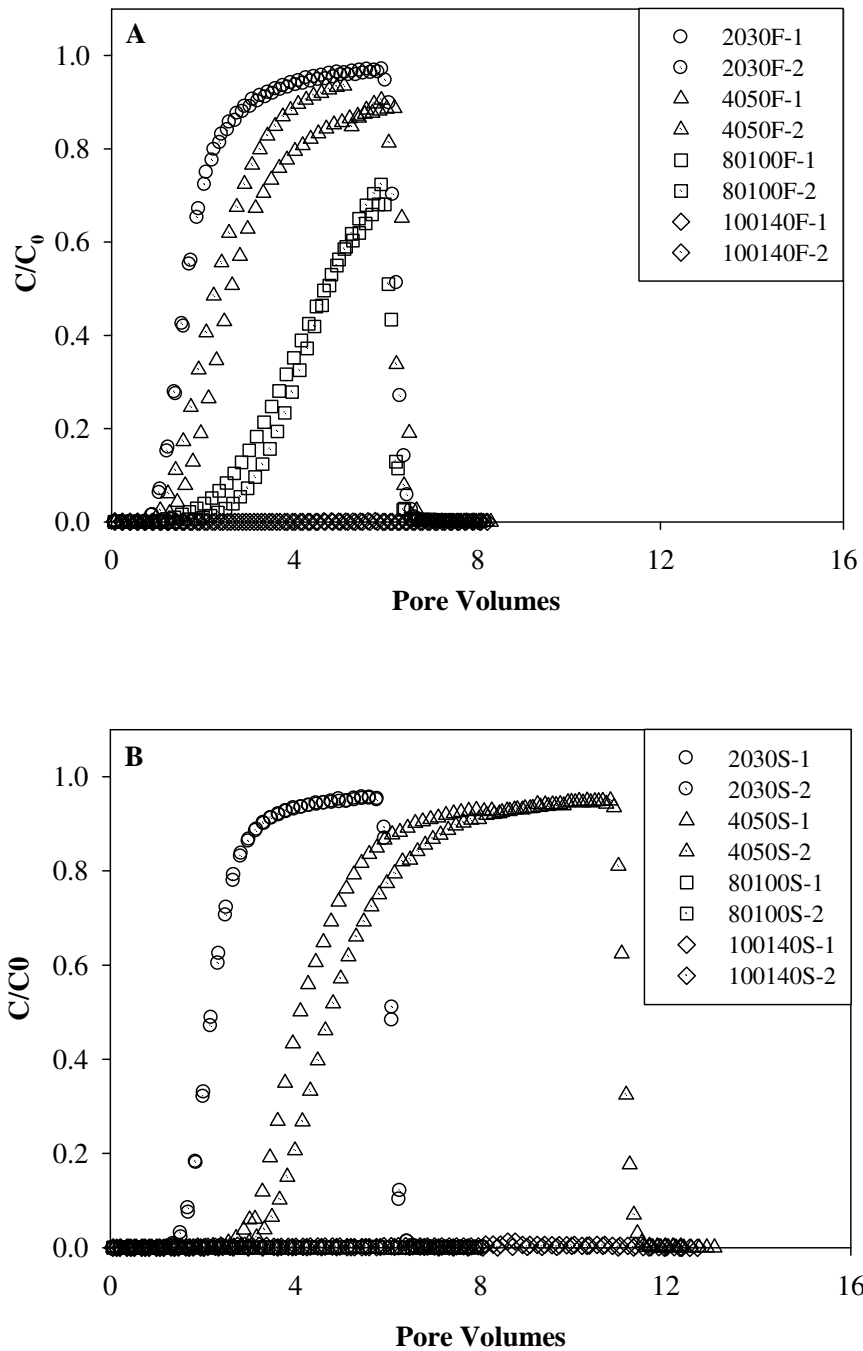 A
2030F-1
2030F-2
4050F-1
4050F-2
80100F-1
80100F-2
100140F-1
100140F-2
1.0
0.8
0.6
0.4
0.2
0.0
C/C0
0 4 8 12 16
Pore Volumes
B
2030S-1
2030S-2
4050S-1
4050S-2
80100S-1
80100S-2
100140S-1
100140S-2
1.0
0.8
0.6
0.4
0.2
0.0
C/C0
0 4 8 12 16
Pore Volumes